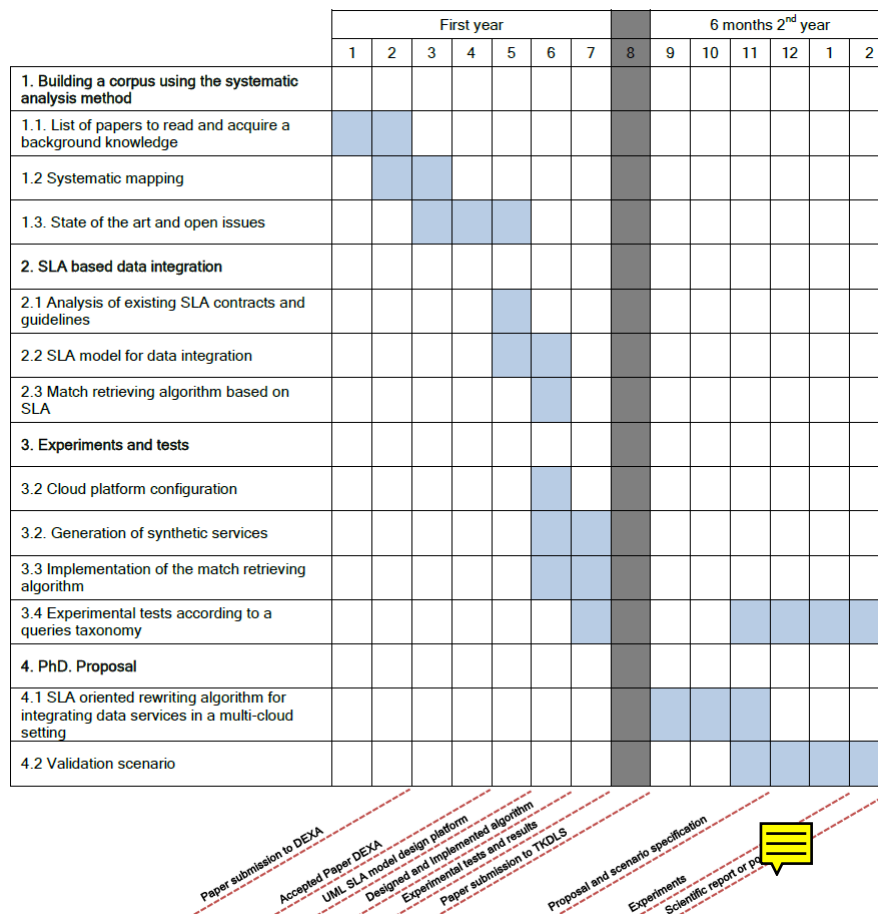 First year
6 months 2nd year
1 2 3 4 5 6 7 8 9 10 11 12 1 2
1. Building a corpus using the systematic
analysis method
1.1. List of papers to read and acquire a
background knowledge
1.2 Systematic mapping
1.3. State of the art and open issues
2. SLA based data integration
2.1 Analysis of existing SLA contracts and
guidelines
2.2 SLA model for data integration
2.3 Match retrieving algorithm based on
SLA
3. Experiments and tests
3.2 Cloud platform configuration
3.2. Generation of synthetic services
3.3 Implementation of the match retrieving
algorithm
3.4 Experimental tests according to a
queries taxonomy
4. PhD. Proposal
4.1 SLA oriented rewriting algorithm for
integrating data services in a multi-cloud
setting
4.2 Validation scenario
Paper submission to DEXA
Accepted Paper DEXA
UML SLA model design platform
Designed and Implemented algorithm
Experimental tests and results
Paper submission to TKDLS
Proposal and scenario specification
Experiments
Scientific report or